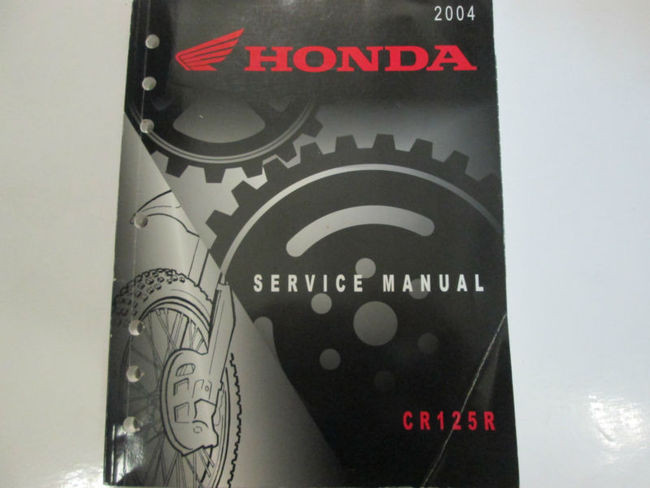 2004
HONDA
SERVICE MANUAL
CR125R